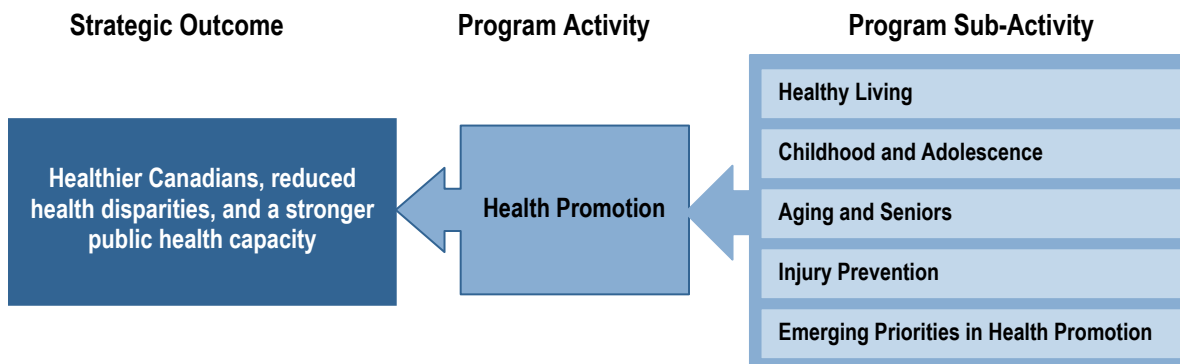 Strategic Outcome
Program Activity
Program Sub-Activity
Healthier Canadians, reduced
health disparities, and a stronger
public health capacity
Health Promotion
Healthy Living
Childhood and Adolescence
Aging and Seniors
Injury Prevention
Emerging Priorities in Health Promotion